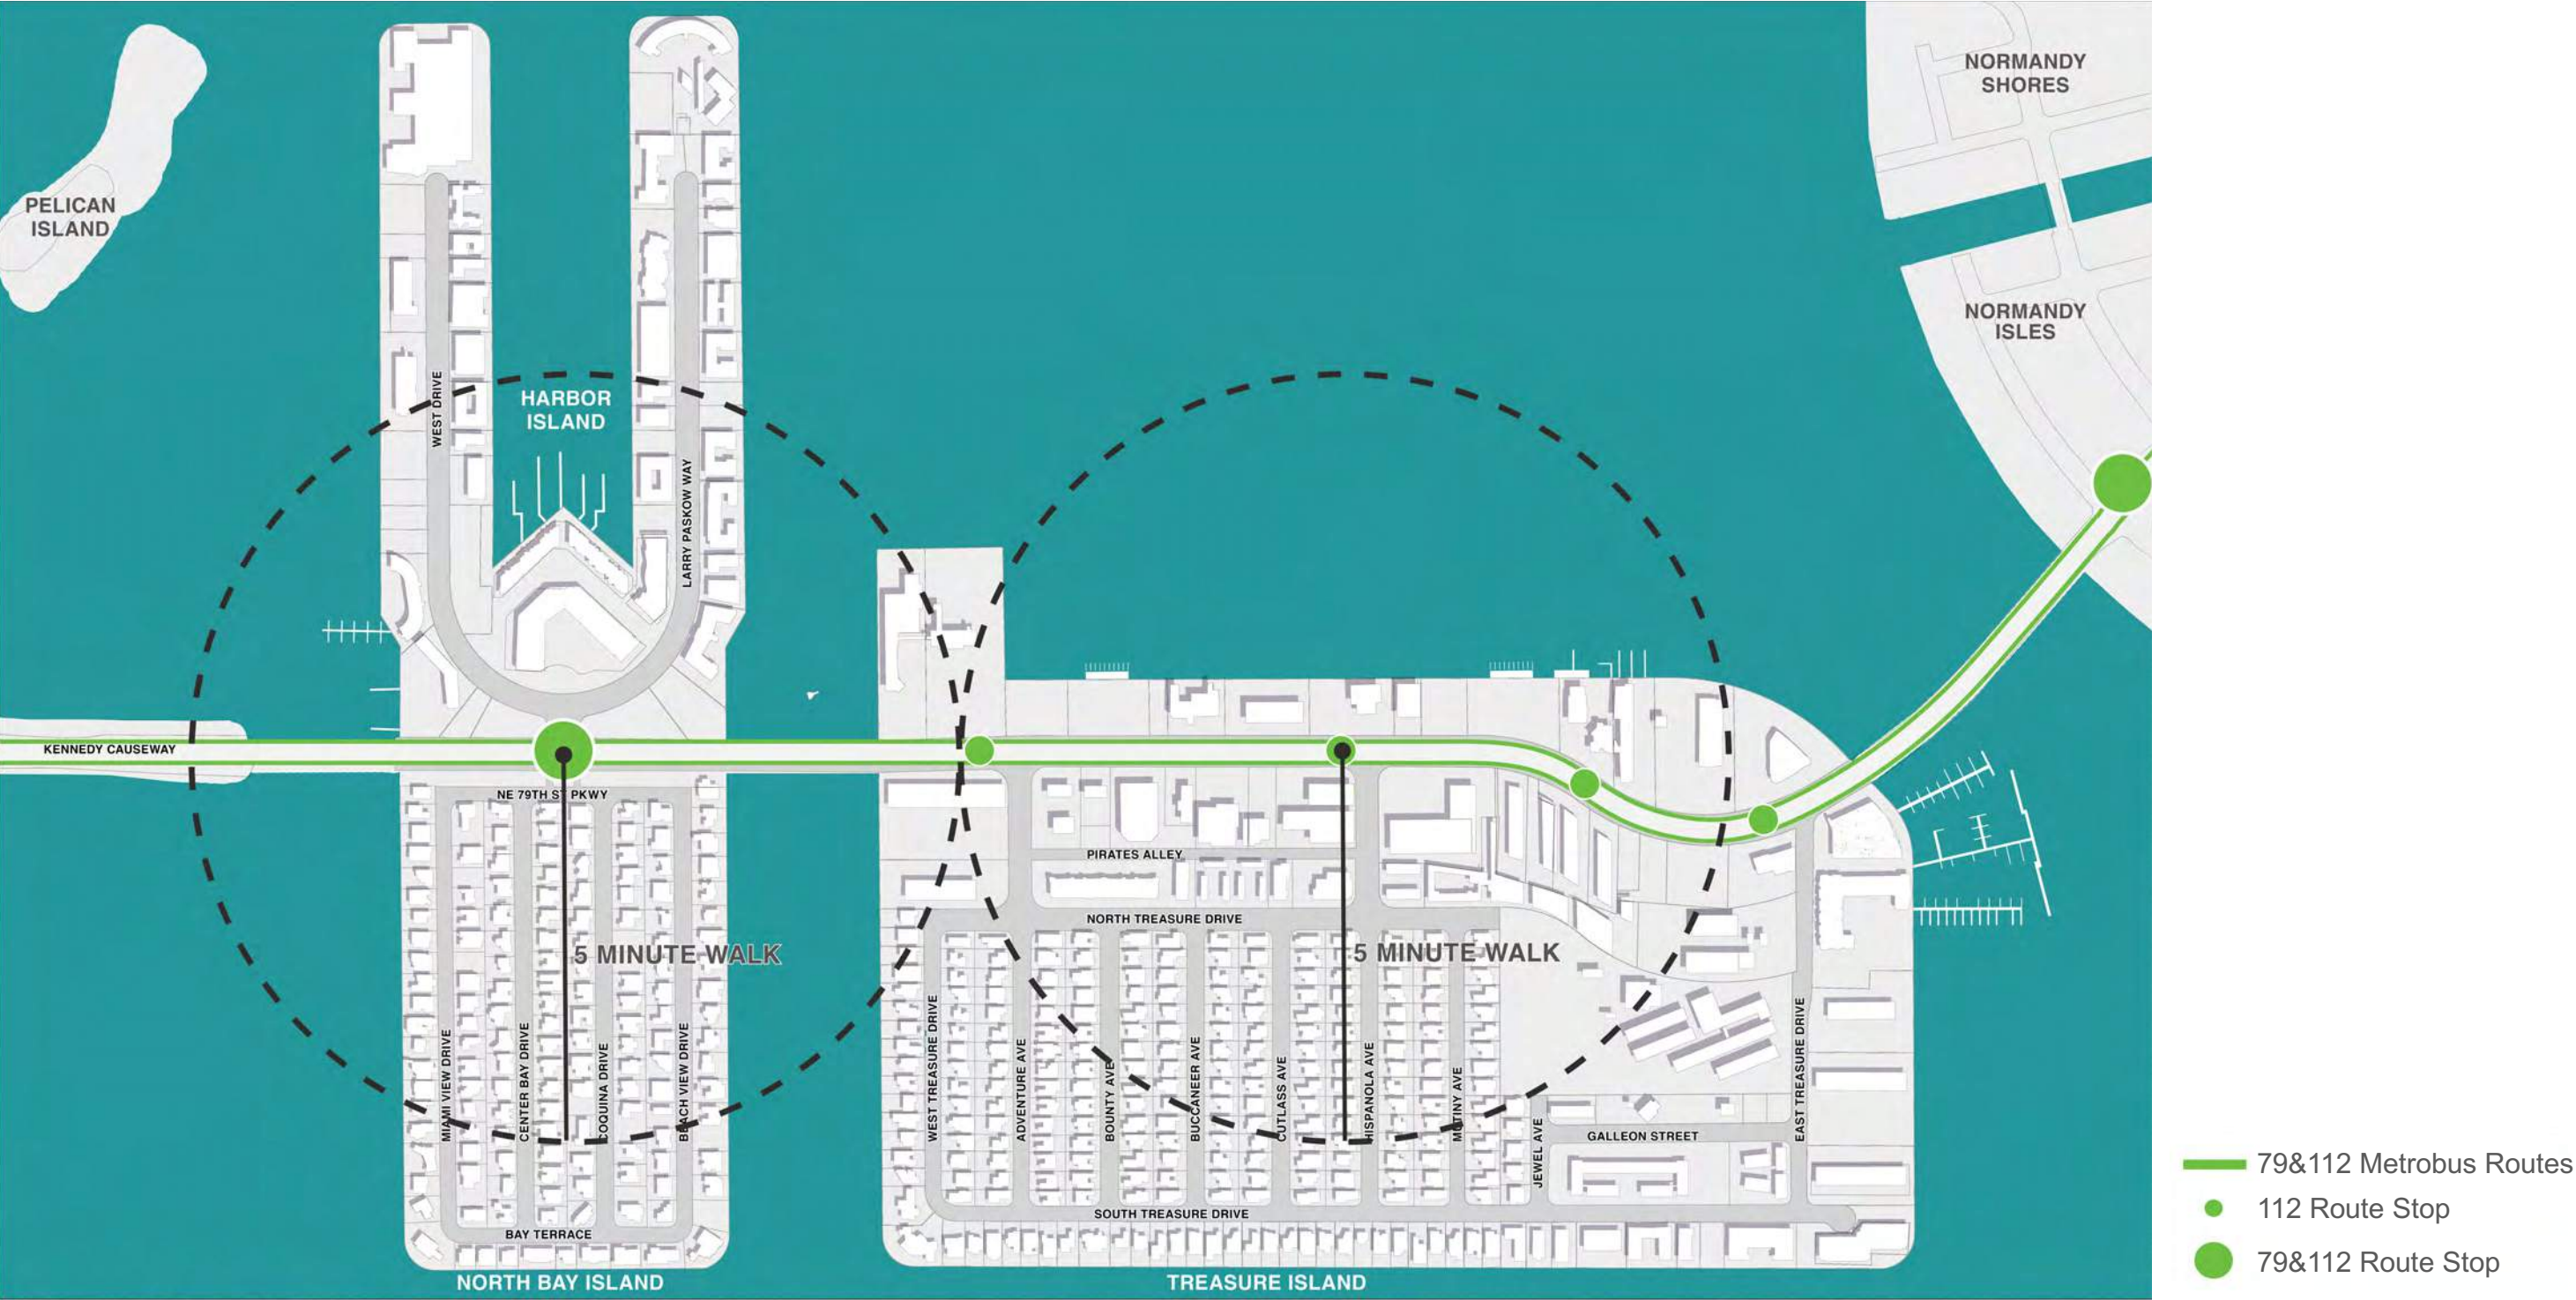 NORMANDY
SHORES
PELICAN
ISLAND
NORMANDY
ISLES
HARBOR
ISLAND
WEST DRIVE
LARRY PASKOW WAY
KENNEDY CAUSEWAY
NE 79TH ST PKWY
PIRATES ALLEY
NORTH TREASURE DRIVE
5 MINUTE WALK
5 MINUTE WALK
MIAMI VIEW DRIVE
CENTER BAY DRIVE
COQUINA DRIVE
BEACH VIEW DRIVE
WEST TREASURE DRIVE
ADVENTURE AVE
BOUNTY AVE
BUCCANEER AVE
CUTLASS AVE
HISPANOLA AVE
MUTINY AVE
JEWEL AVE
EAST TREASURE DRIVE
GALLEON STREET
SOUTH TREASURE DRIVE
BAY TERRACE
NORTH BAY ISLAND
TREASURE ISLAND
79&112 Metrobus Routes
112 Route Stop
79&112 Route Stop